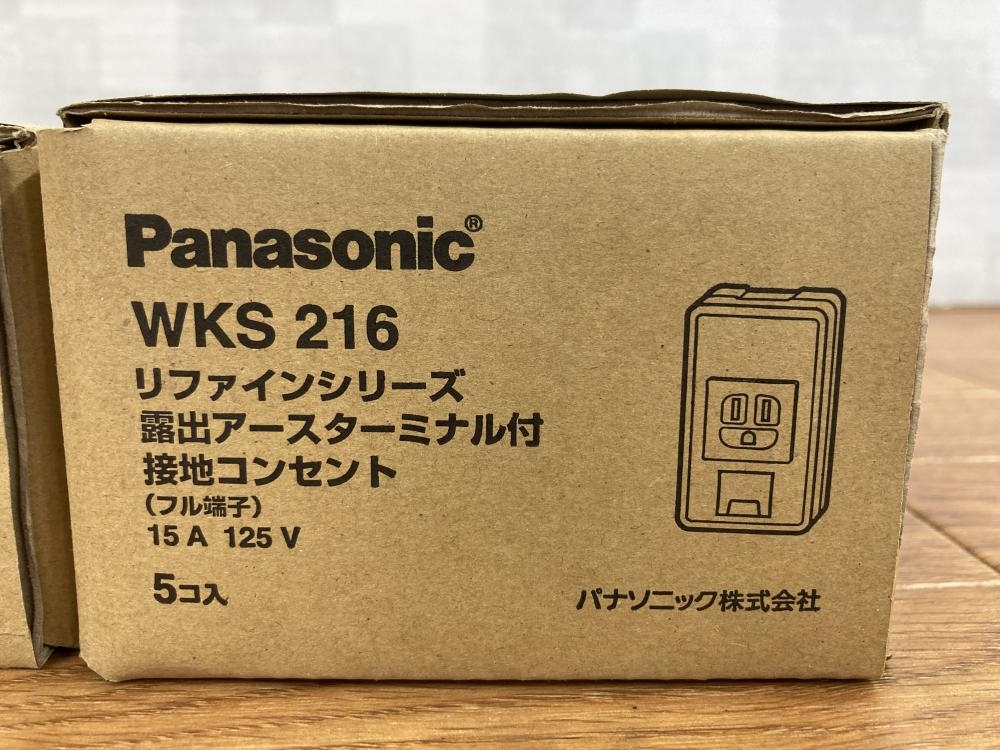 Panasonic®
WKS 216
リファインシリーズ
露出アースターミナル付
接地コンセント
(フル端子)
15 A 125 V
5コ入
パナソニック株式会社